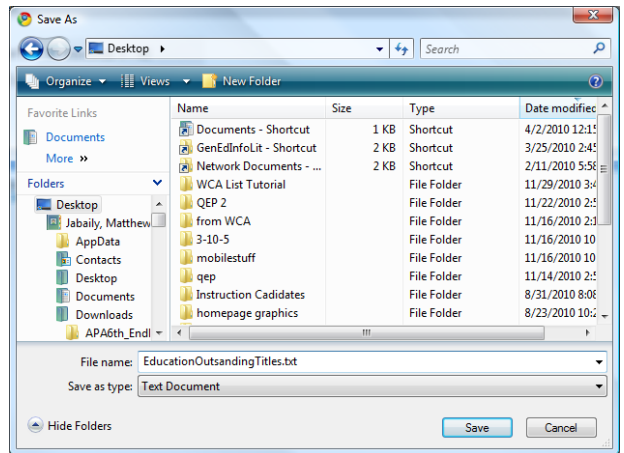 Save As
Desktop
Search
Organize Views New Folder
Favorite Links
Documents
More »
Folders
Desktop
Jabaily, Matthew
AppData
Contacts
Desktop
Documents
Downloads
APA6th_Endl
Name Size Type Date modified
Documents - Shortcut 1 KB Shortcut 4/2/2010 12:15
GenEdInfoLit - Shortcut 2 KB Shortcut 3/25/2010 2:45
Network Documents - ... 2 KB Shortcut 2/11/2010 5:58
WCA List Tutorial File Folder 11/29/2010 3:4
QEP 2 File Folder 11/22/2010 2:5
from WCA File Folder 11/16/2010 2:1
3-10-5 File Folder 11/16/2010 10
mobilestuff File Folder 11/16/2010 10
qep File Folder 11/14/2010 2:5
Instruction Cadidates File Folder 8/31/2010 8:08
homepage graphics File Folder 8/23/2010 10:2
File name: EducationOutsandingTitles.txt
Save as type: Text Document
Hide Folders
Save Cancel